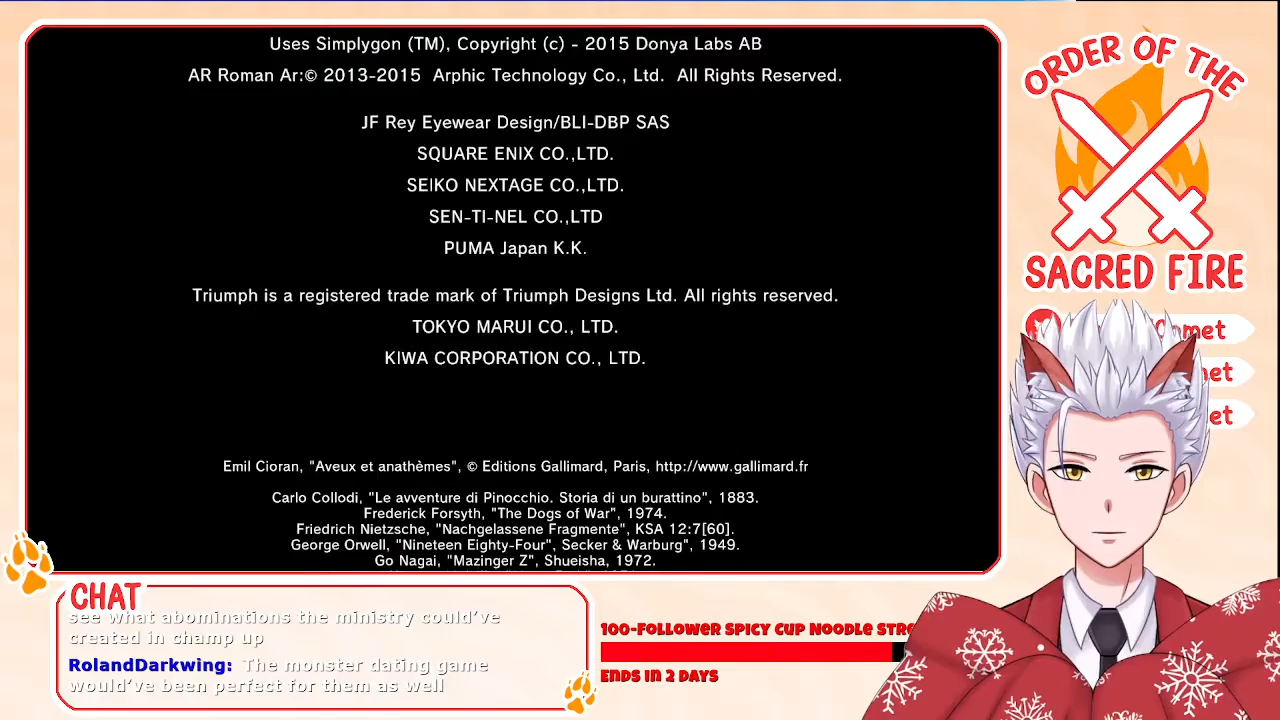 Uses Simplygon (TM), Copyright (c) - 2015 Donya Labs AB
AR Roman Ar:© 2013-2015 Arphic Technology Co., Ltd. All Rights Reserved.
JF Rey Eyewear Design/BLI-DBP SAS
SQUARE ENIX CO.,LTD.
SEIKO NEXTAGE CO.,LTD.
SEN-TI-NEL CO.,LTD
PUMA Japan K.K.
Triumph is a registered trade mark of Triumph Designs Ltd. All rights reserved.
TOKYO MARUI CO., LTD.
KIWA CORPORATION CO., LTD.
Emil Cioran, "Aveux et anathèmes", © Editions Gallimard, Paris, http://www.gallimard.fr
Carlo Collodi, "Le avventure di Pinocchio. Storia di un burattino", 1883.
Frederick Forsyth, "The Dogs of War", 1974.
Friedrich Nietzsche, "Nachgelassene Fragmente", KSA 12:7[60].
George Orwell, "Nineteen Eighty-Four", Secker & Warburg", 1949.
Go Nagai, "Mazinger Z", Shueisha, 1972.
ORDER OF THE
SACRED FIRE
CHAT
see what abominations the ministry could've
created in champ up
RolandDarkwing: The monster dating game
would've been perfect for them as well
100-Follower Spicy Cup Noodle
Ends in 2 days